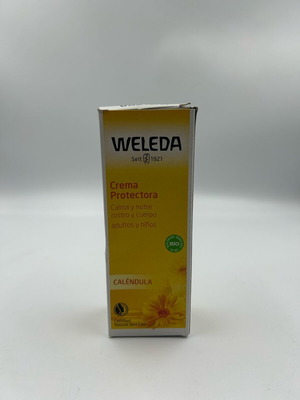 WELEDA
Seit 1921
Crema
Protectora
Calma y nutre
rostro y cuerpo
adultos y niños
BIO
CALÉNDULA